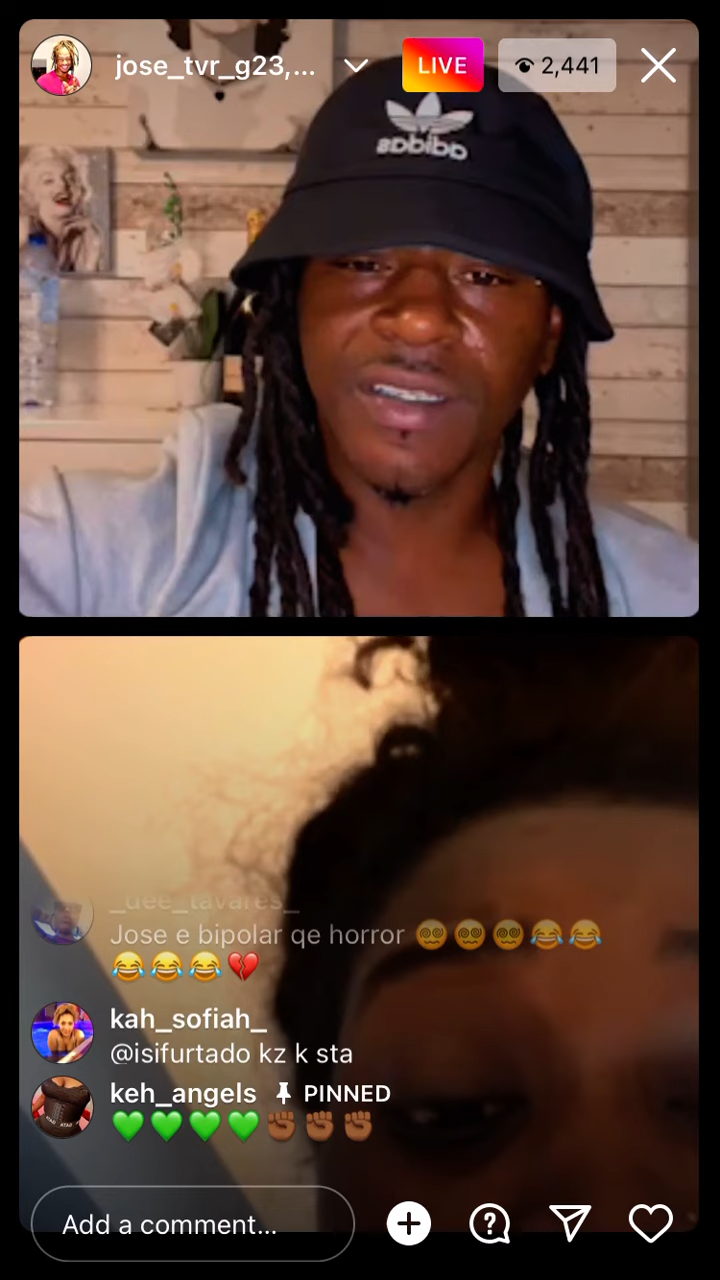 jose_tvr_g23,... LIVE 2,441
adidas
_dee_tavares_
Jose e bipolar qe horror 😵‍💫😵‍💫😵‍💫😂😂
😂😂😂💔
kah_sofiah_
@isifurtado kz k sta
keh_angels PINNED
💚💚💚💚✊🏾✊🏾✊🏾
Add a comment...